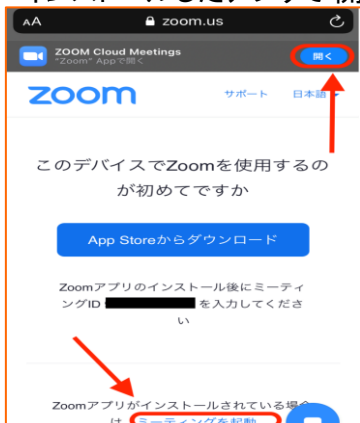 AA zoom.us
ZOOM Cloud Meetings
"Zoom" Appで開く
開く
zoom サポート 日本語
このデバイスでZoomを使用するの
が初めてですか
App Storeからダウンロード
Zoomアプリのインストール後にミーティ
ングID を入力してくださ
い
Zoomアプリがインストールされている場合
は ミーティングを起動